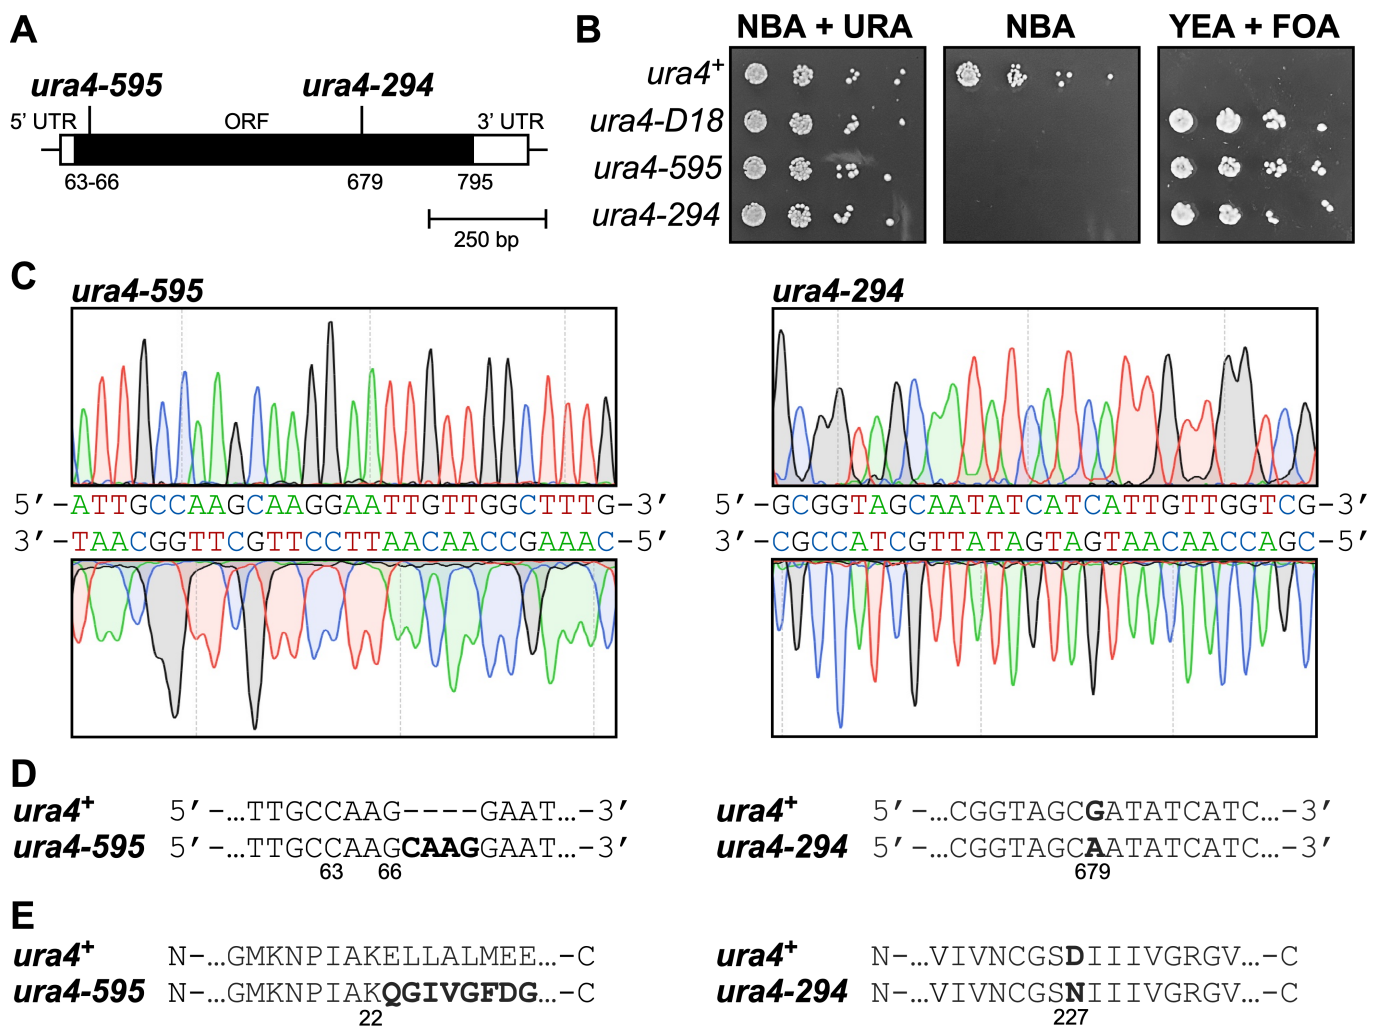 A
ura4-595
ura4-294
5’ UTR
ORF
3’ UTR
63-66
679
795
250 bp
B
NBA + URA
NBA
YEA + FOA
ura4+
ura4-D18
ura4-595
ura4-294
C
ura4-595
5’-ATTGCCAAGCAAGGAATTGTTGGCTTTG-3’
3’-TAACGGTTCGTTCCTTAACAACCGAAAC-5’
ura4-294
5’-GCGGTAGCAATATCATCATTGTTGGTCG-3’
3’-CGCCATCGTTATAGTAGTAACAACCAGC-5’
D
ura4+ 5’-…TTGCCAAG----GAAT…-3’
ura4-595 5’-…TTGCCAAGCAAGGAAT…-3’
63 66
ura4+ 5’-…CGGTAGCGATATCATC…-3’
ura4-294 5’-…CGGTAGCAATATCATC…-3’
679
E
ura4+ N-…GMKNPIAKELLALMEE…-C
ura4-595 N-…GMKNPIAKQGIVGFDG…-C
22
ura4+ N-…VIVNCGSDIIIVGRGV…-C
ura4-294 N-…VIVNCGSNIIIVGRGV…-C
227